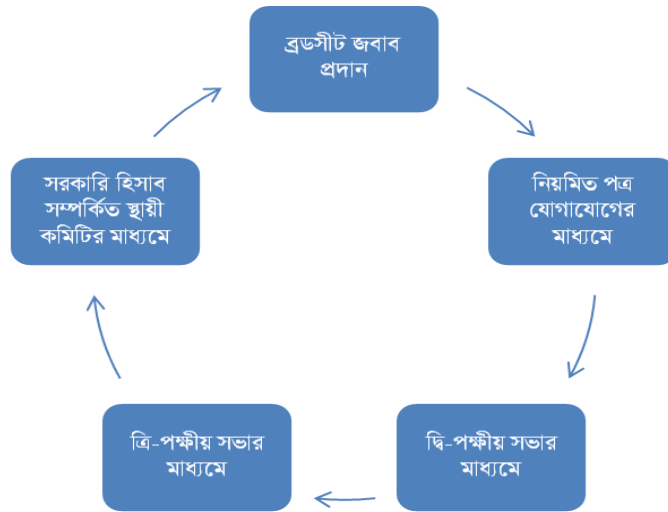 ব্রডসীট জবাব
প্রদান
নিয়মিত পত্র
যোগাযোগের
মাধ্যমে
দ্বি-পক্ষীয় সভার
মাধ্যমে
ত্রি-পক্ষীয় সভার
মাধ্যমে
সরকারি হিসাব
সম্পর্কিত স্থায়ী
কমিটির মাধ্যমে